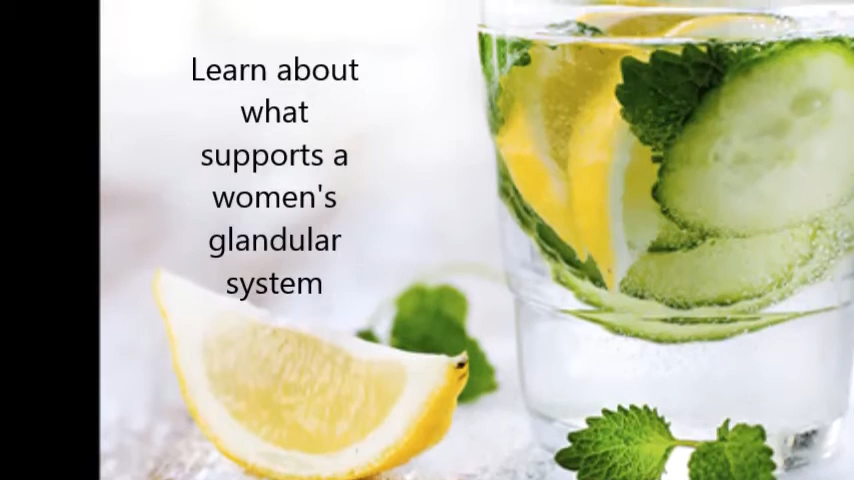 Learn about
what
supports a
women's
glandular
system